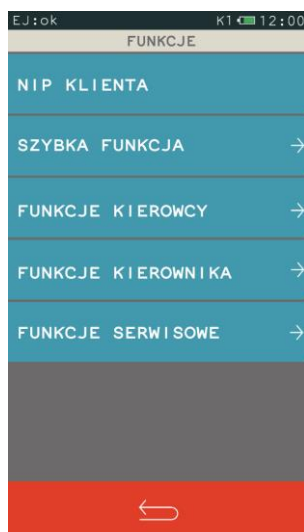 EJ:ok K1 12:00
FUNKCJE
NIP KLIENTA
SZYBKA FUNKCJA
FUNKCJE KIEROWCY
FUNKCJE KIEROWNIKA
FUNKCJE SERWISOWE